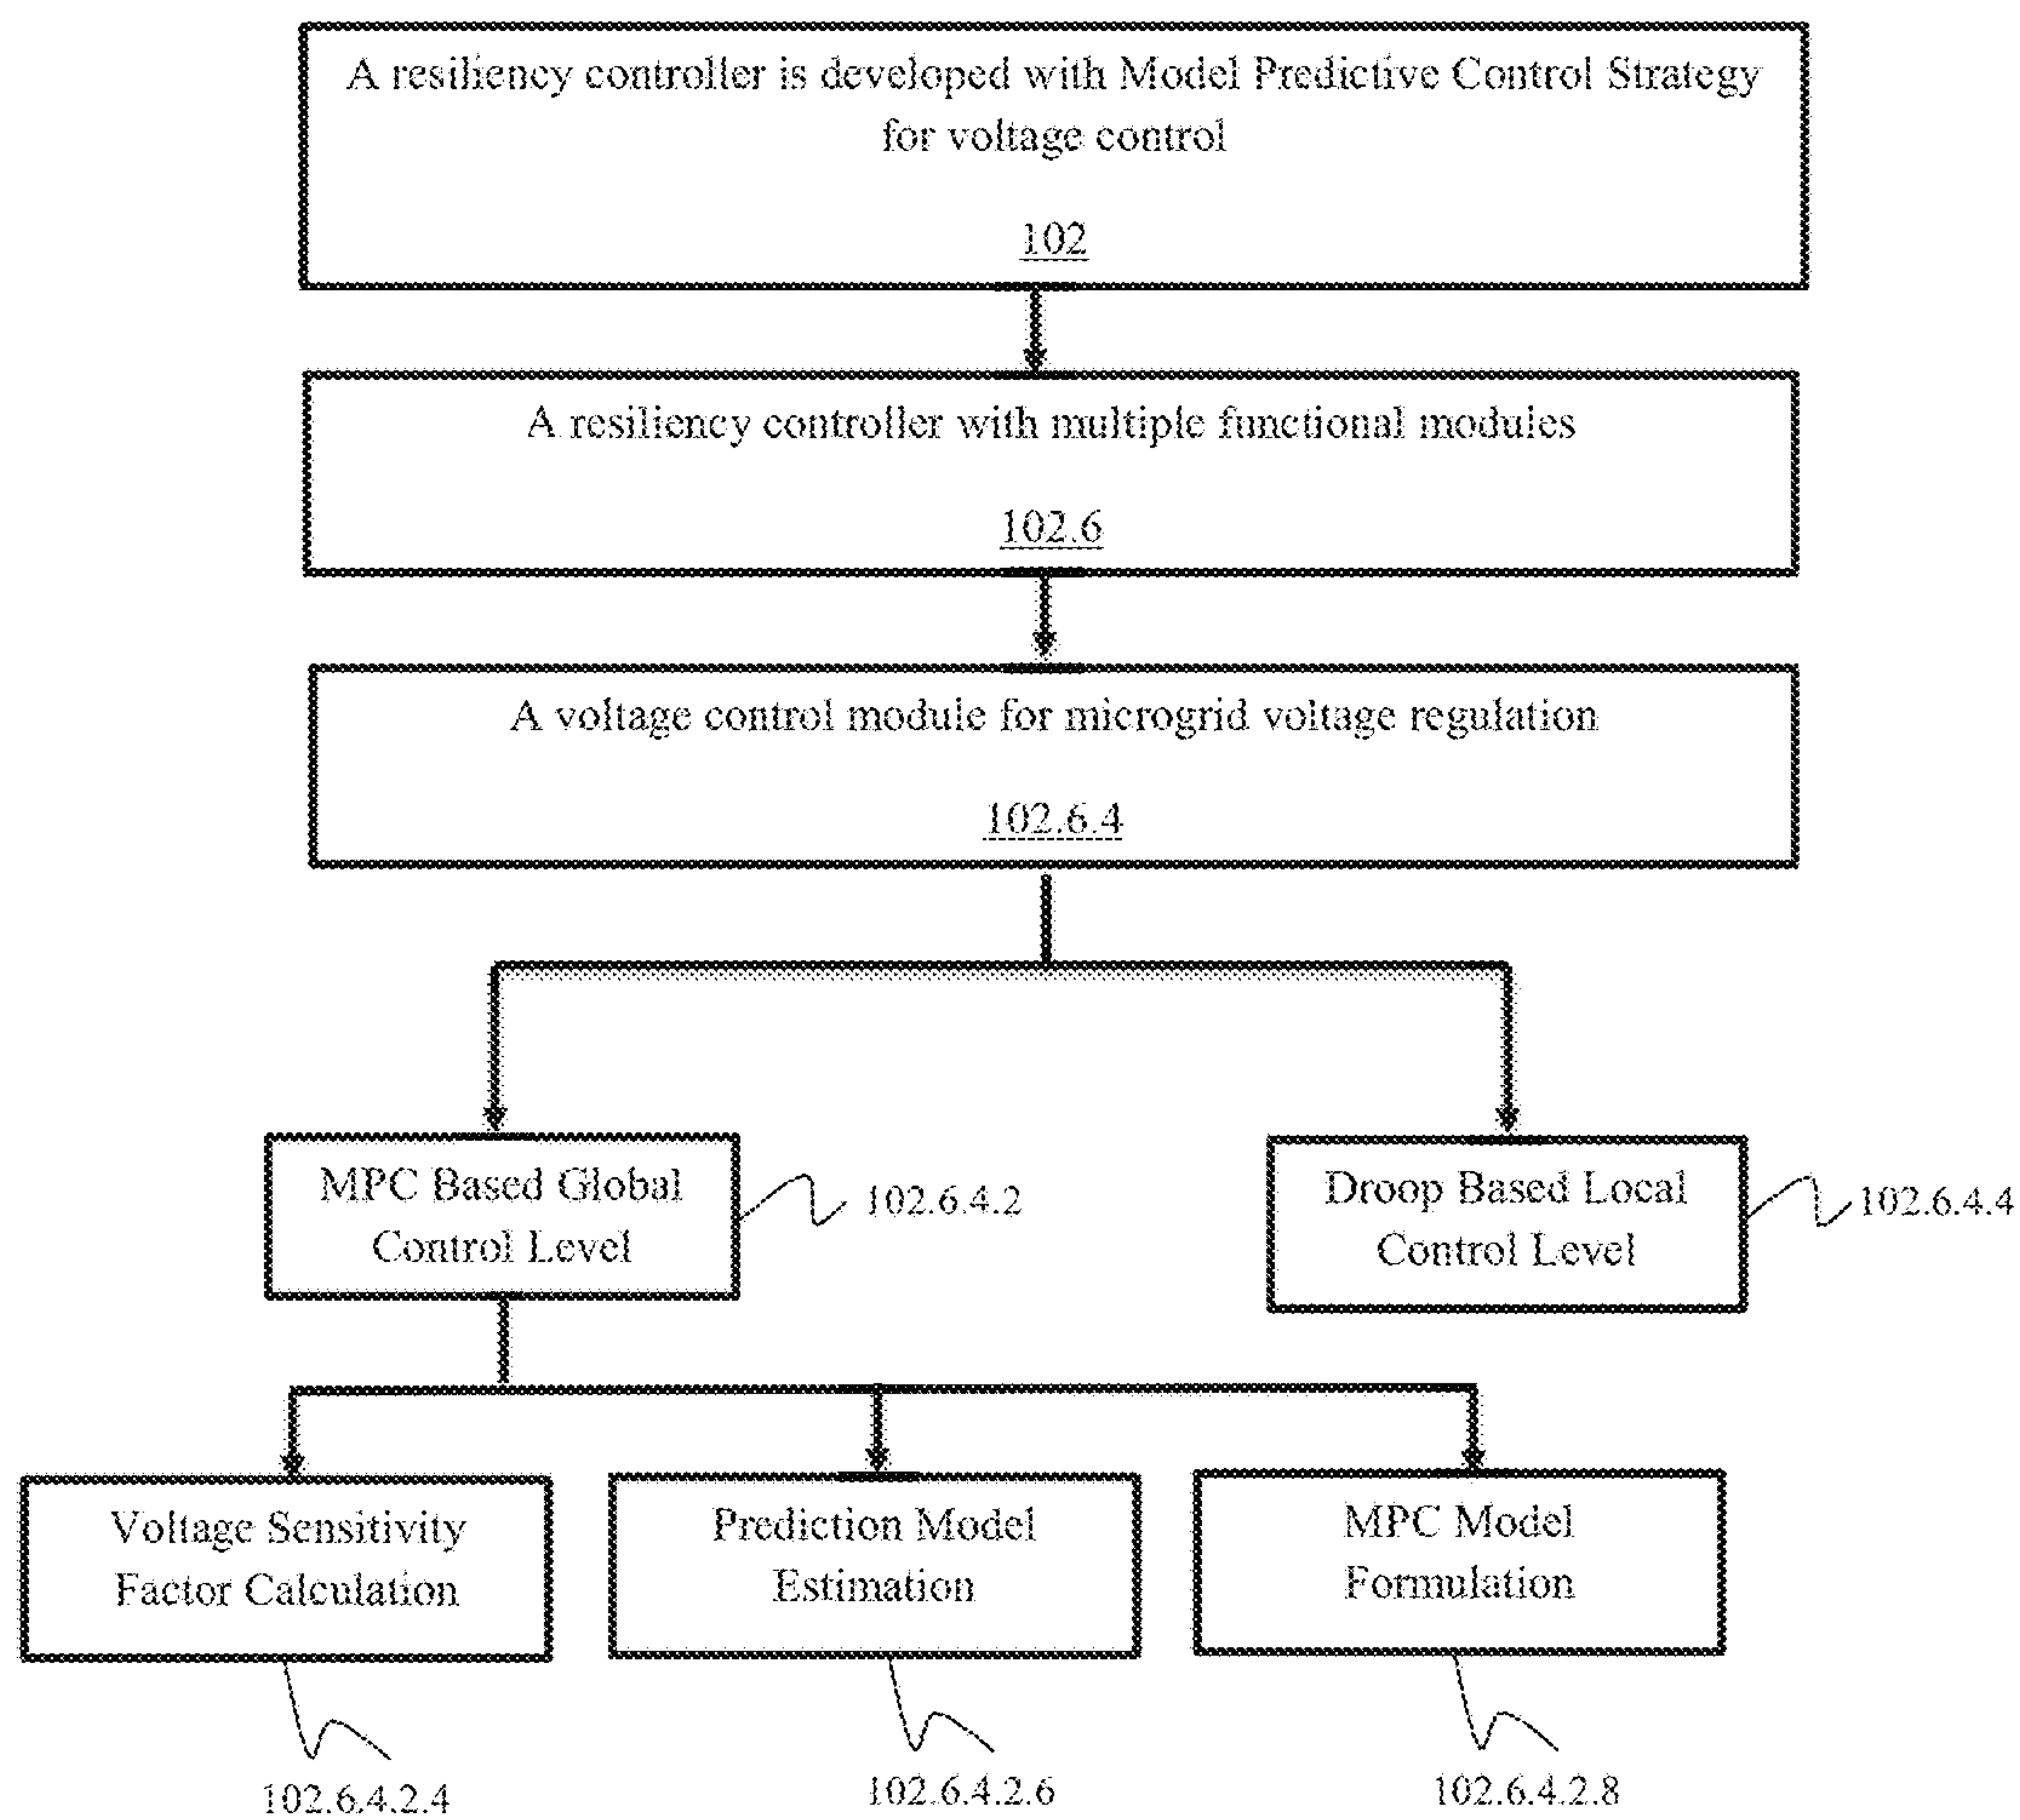 A resiliency controller is developed with Model Predictive Control Strategy
for voltage control
102
A resiliency controller with multiple functional modules
102.6
A voltage control module for microgrid voltage regulation
102.6.4
MPC Based Global
Control Level
102.6.4.2
Droop Based Local
Control Level
102.6.4.4
Voltage Sensitivity
Factor Calculation
Prediction Model
Estimation
MPC Model
Formulation
102.6.4.2.4
102.6.4.2.6
102.6.4.2.8